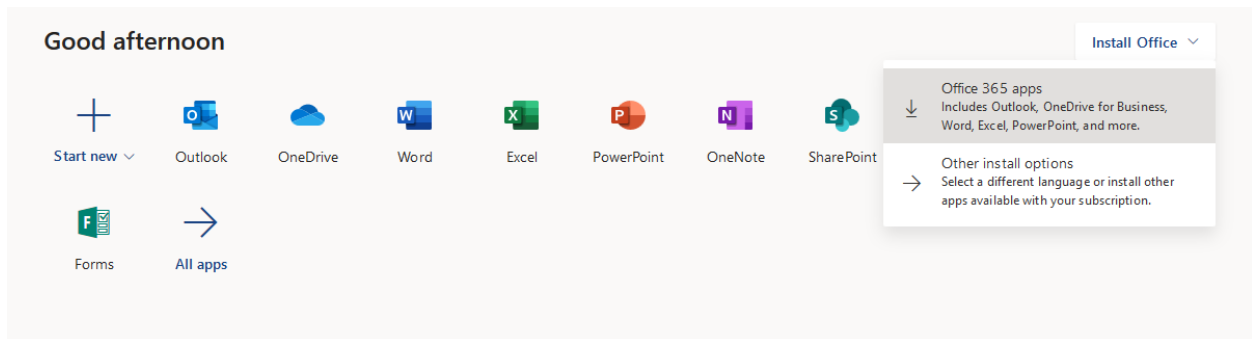 Good afternoon
Install Office
Office 365 apps
Includes Outlook, OneDrive for Business,
Word, Excel, PowerPoint, and more.
Other install options
Select a different language or install other
apps available with your subscription.
Start new
Outlook
OneDrive
Word
Excel
PowerPoint
OneNote
SharePoint
Forms
All apps